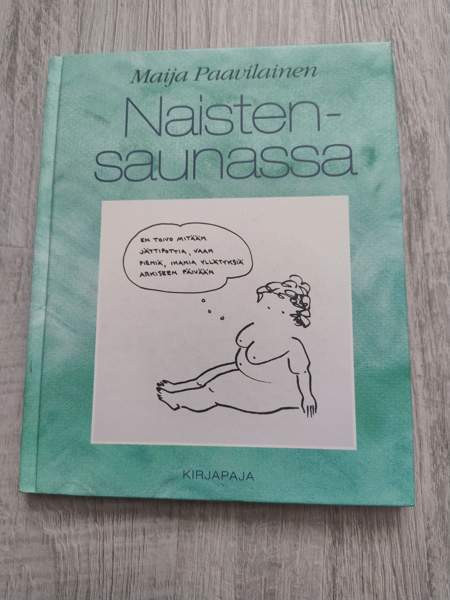 Maija Paavilainen
Naisten-
saunassa
EN TOIVO MITÄÄN
JÄTTIPOTTIA, VAAN
PIENIÄ, IHANIA YLLÄTYKSIÄ
ARKISEEN PÄIVÄÄN
KIRJAPAJA